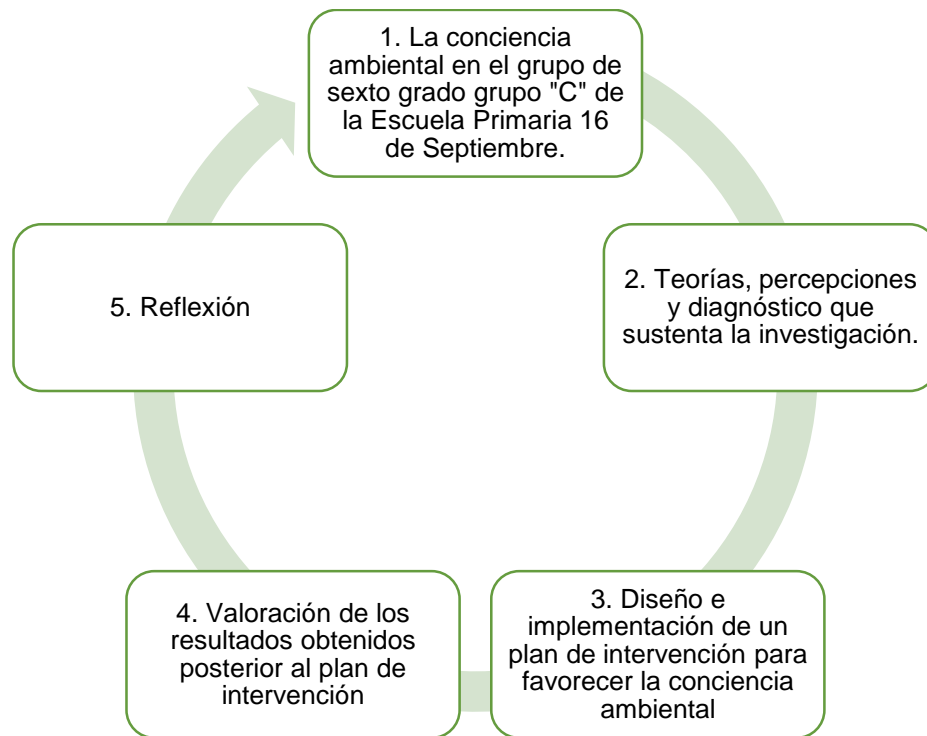 1. La conciencia
ambiental en el grupo de
sexto grado grupo "C" de
la Escuela Primaria 16
de Septiembre.
2. Teorías, percepciones
y diagnóstico que
sustenta la investigación.
3. Diseño e
implementación de un
plan de intervención para
favorecer la conciencia
ambiental
4. Valoración de los
resultados obtenidos
posterior al plan de
intervención
5. Reflexión